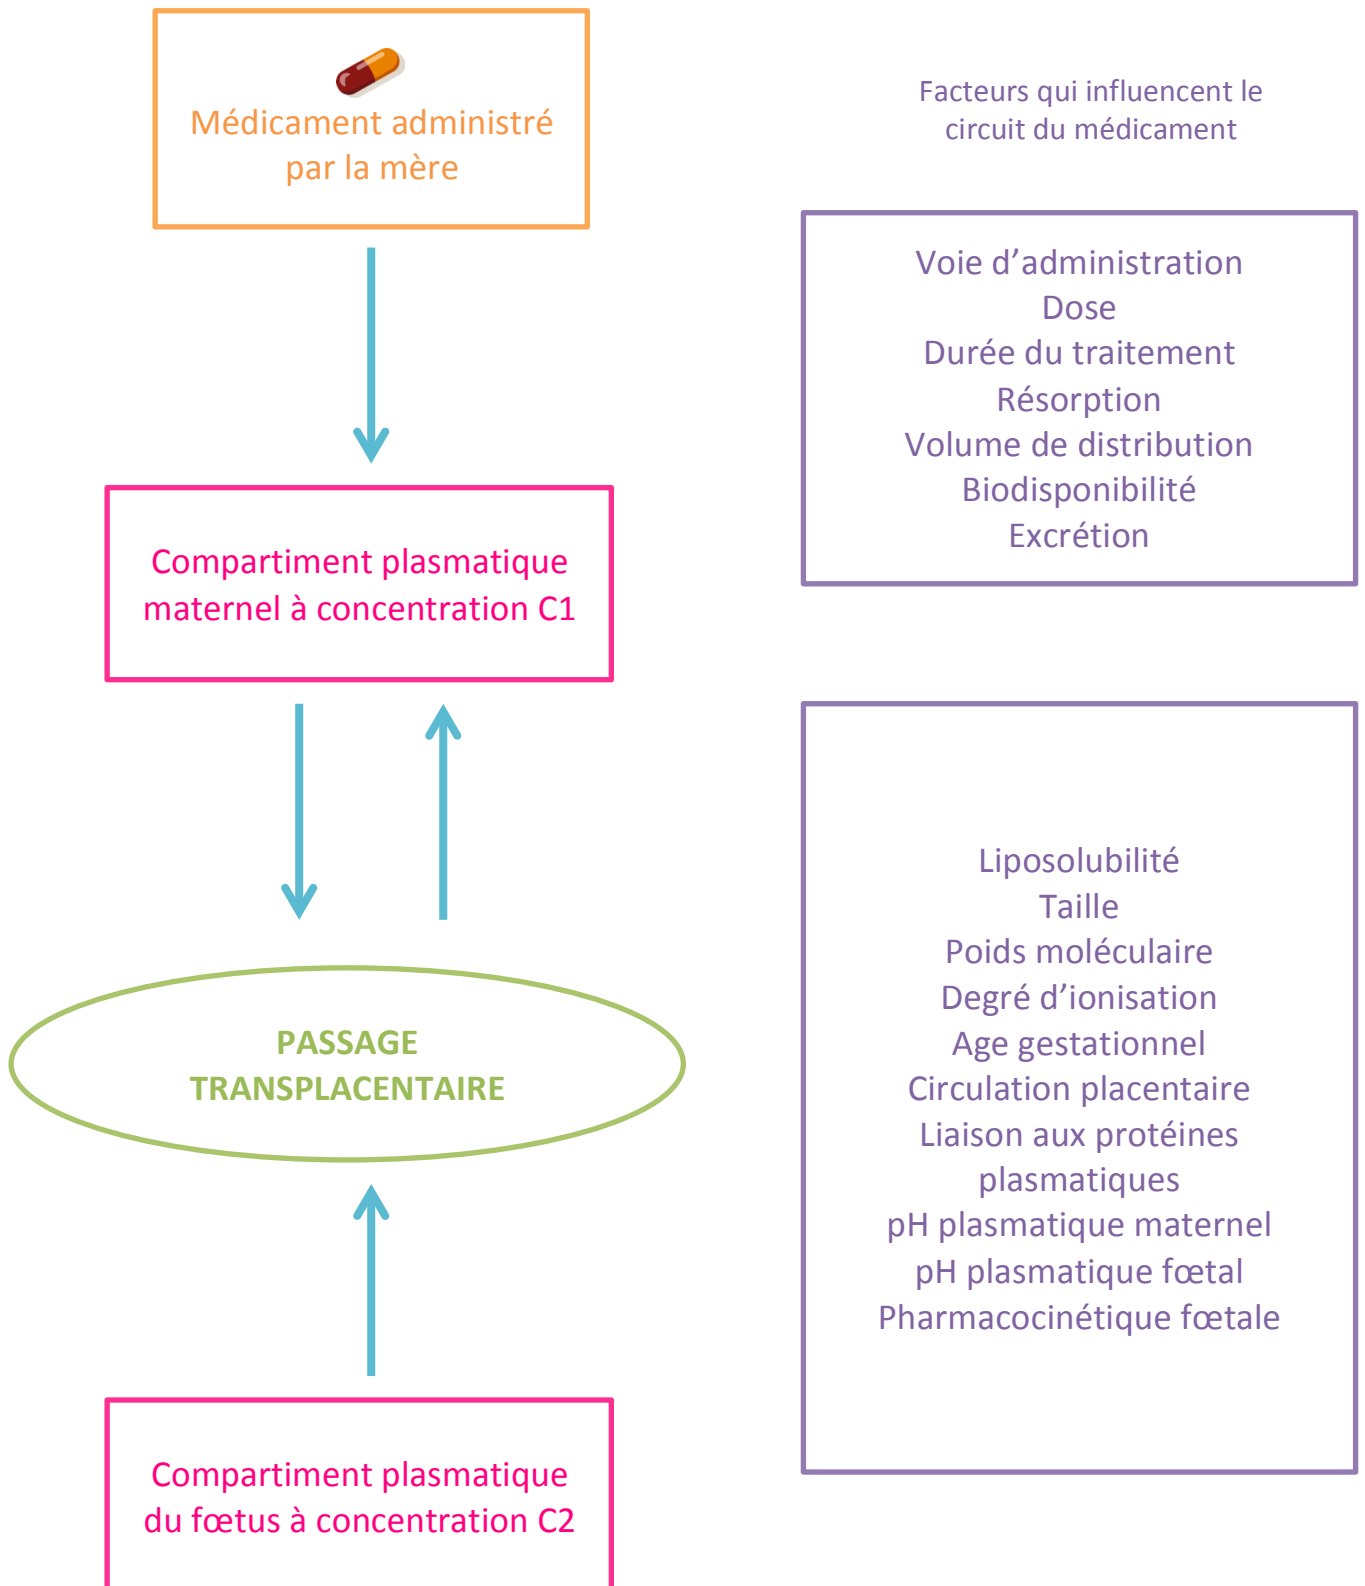 Médicament administré
par la mère
Facteurs qui influencent le
circuit du médicament
Voie d’administration
Dose
Durée du traitement
Résorption
Volume de distribution
Biodisponibilité
Excrétion
Compartiment plasmatique
maternel à concentration C1
Liposolubilité
Taille
Poids moléculaire
Degré d’ionisation
Age gestationnel
Circulation placentaire
Liaison aux protéines
plasmatiques
pH plasmatique maternel
pH plasmatique fœtal
Pharmacocinétique fœtale
PASSAGE
TRANSPLACENTAIRE
Compartiment plasmatique
du fœtus à concentration C2